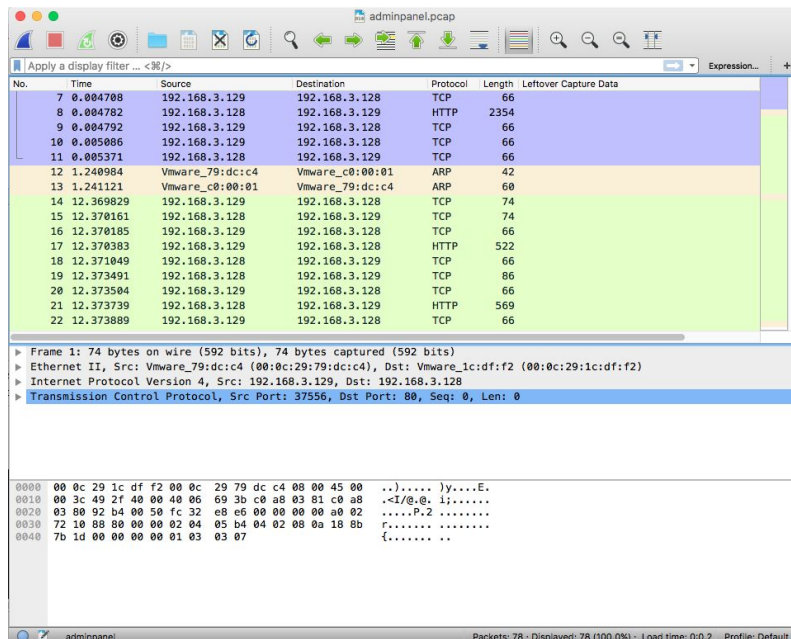 adminpanel.pcap
Apply a display filter ... <⌘/>
Expression... +
No. Time Source Destination Protocol Length Leftover Capture Data
7 0.004708 192.168.3.129 192.168.3.128 TCP 66
8 0.004782 192.168.3.128 192.168.3.129 HTTP 2354
9 0.004792 192.168.3.129 192.168.3.128 TCP 66
10 0.005086 192.168.3.129 192.168.3.128 TCP 66
11 0.005371 192.168.3.128 192.168.3.129 TCP 66
12 1.240984 Vmware_79:dc:c4 Vmware_c0:00:01 ARP 42
13 1.241121 Vmware_c0:00:01 Vmware_79:dc:c4 ARP 60
14 12.369829 192.168.3.129 192.168.3.128 TCP 74
15 12.370161 192.168.3.128 192.168.3.129 TCP 74
16 12.370185 192.168.3.129 192.168.3.128 TCP 66
17 12.370383 192.168.3.129 192.168.3.128 HTTP 522
18 12.371049 192.168.3.128 192.168.3.129 TCP 66
19 12.373491 192.168.3.128 192.168.3.129 TCP 86
20 12.373504 192.168.3.129 192.168.3.128 TCP 66
21 12.373739 192.168.3.128 192.168.3.129 HTTP 569
22 12.373889 192.168.3.129 192.168.3.128 TCP 66
Frame 1: 74 bytes on wire (592 bits), 74 bytes captured (592 bits)
Ethernet II, Src: Vmware_79:dc:c4 (00:0c:29:79:dc:c4), Dst: Vmware_1c:df:f2 (00:0c:29:1c:df:f2)
Internet Protocol Version 4, Src: 192.168.3.129, Dst: 192.168.3.128
Transmission Control Protocol, Src Port: 37556, Dst Port: 80, Seq: 0, Len: 0
0000 00 0c 29 1c df f2 00 0c 29 79 dc c4 08 00 45 00 ..)..... )y....E.
0010 00 3c 49 2f 40 00 40 06 69 3b c0 a8 03 81 c0 a8 .<I/@.@. i;......
0020 03 80 92 b4 00 50 fc 32 e8 e6 00 00 00 00 a0 02 .....P.2 ........
0030 72 10 88 80 00 00 02 04 05 b4 04 02 08 0a 18 8b r....... ........
0040 7b 1d 00 00 00 00 01 03 03 07 {....... ..
adminpanel Packets: 78 · Displayed: 78 (100.0%) · Load time: 0:0.2 Profile: Default